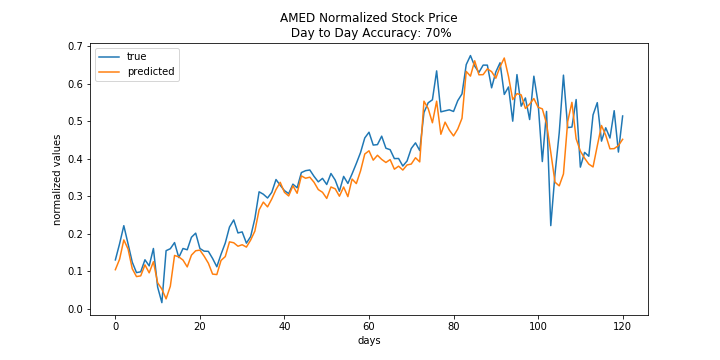 AMED Normalized Stock Price
Day to Day Accuracy: 70%
true
predicted
normalized values
0.7
0.6
0.5
0.4
0.3
0.2
0.1
0.0
0 20 40 60 80 100 120
days